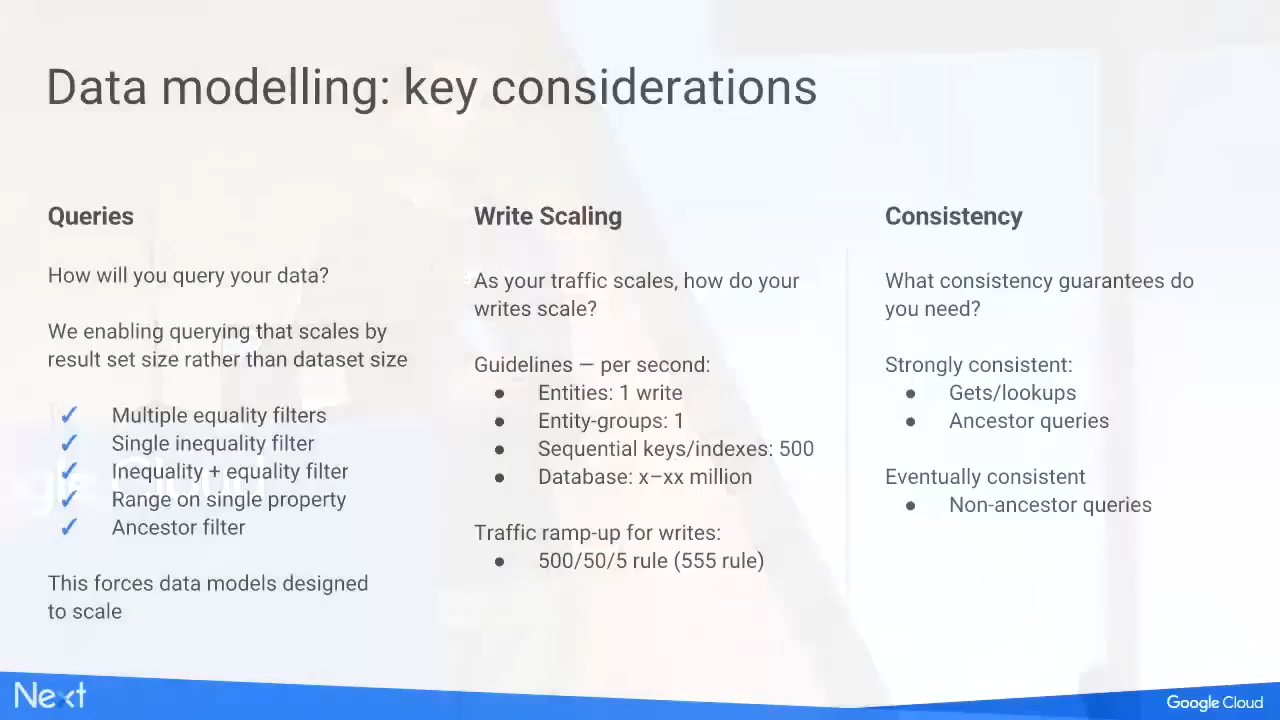 Data modelling: key considerations
Queries
How will you query your data?
We enabling querying that scales by
result set size rather than dataset size
✓ Multiple equality filters
✓ Single inequality filter
✓ Inequality + equality filter
✓ Range on single property
✓ Ancestor filter
This forces data models designed
to scale
Write Scaling
As your traffic scales, how do your
writes scale?
Guidelines — per second:
● Entities: 1 write
● Entity-groups: 1
● Sequential keys/indexes: 500
● Database: x–xx million
Traffic ramp-up for writes:
● 500/50/5 rule (555 rule)
Consistency
What consistency guarantees do
you need?
Strongly consistent:
● Gets/lookups
● Ancestor queries
Eventually consistent
● Non-ancestor queries
Next
Google Cloud